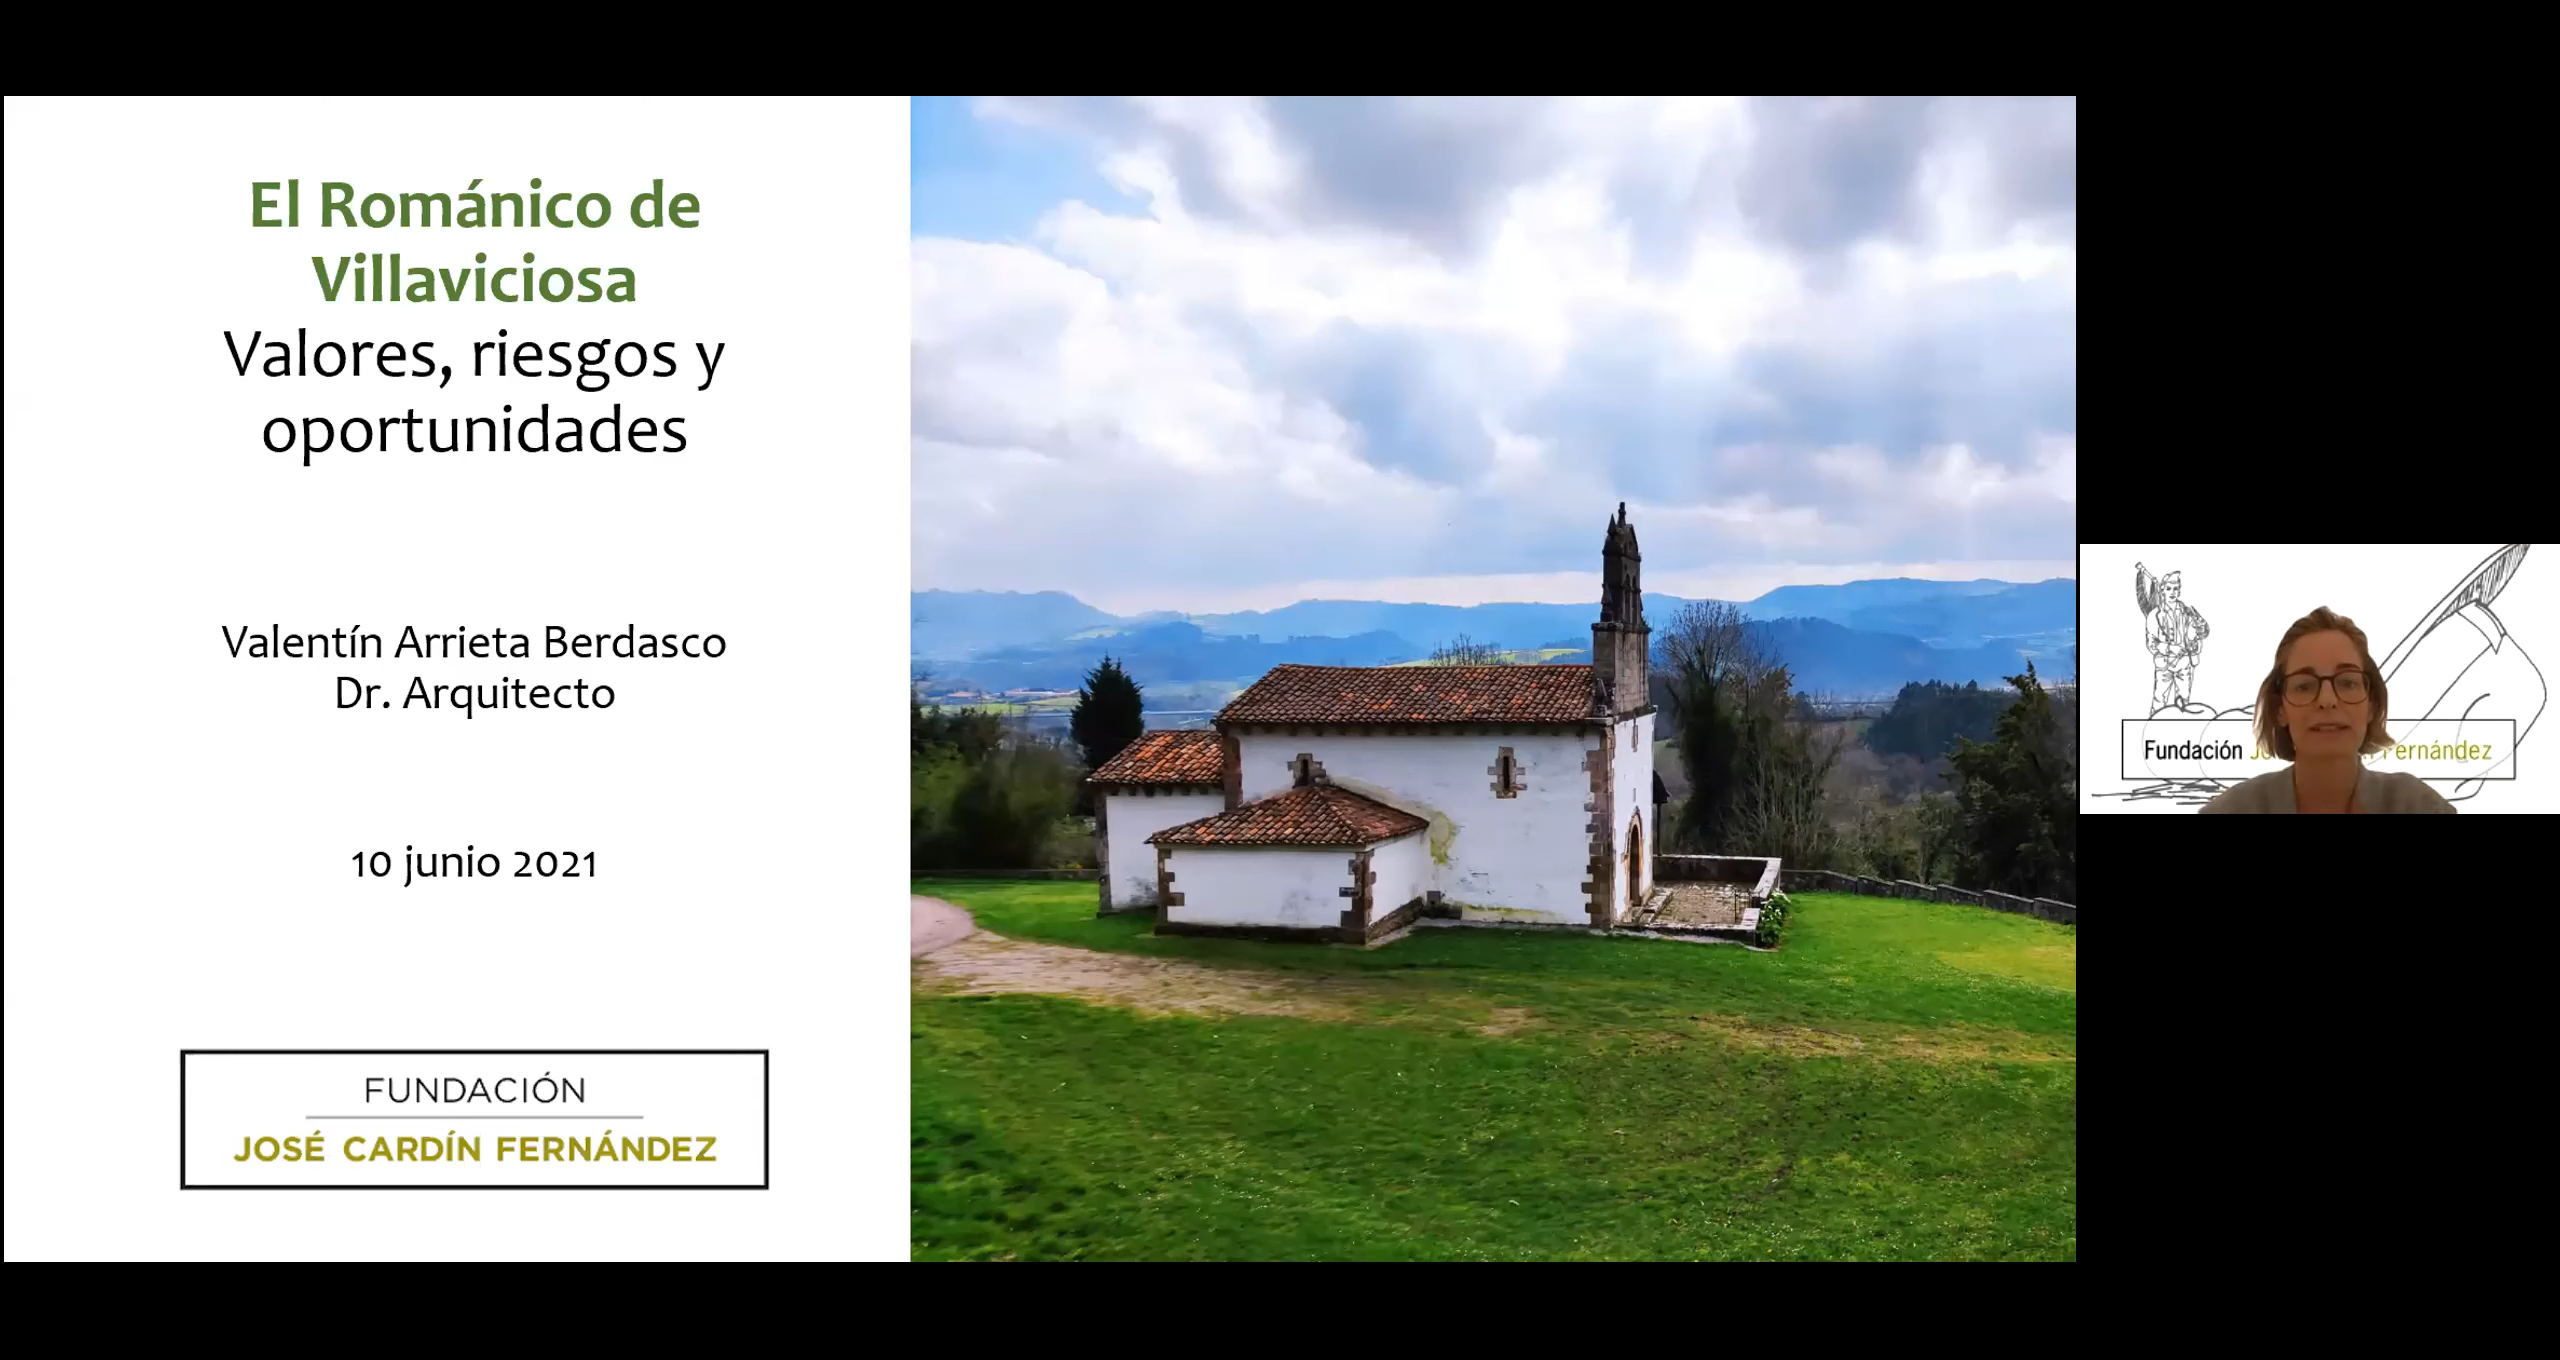 El Románico de
Villaviciosa
Valores, riesgos y
oportunidades
Valentín Arrieta Berdasco
Dr. Arquitecto
10 junio 2021
FUNDACIÓN
JOSÉ CARDÍN FERNÁNDEZ
Fundación